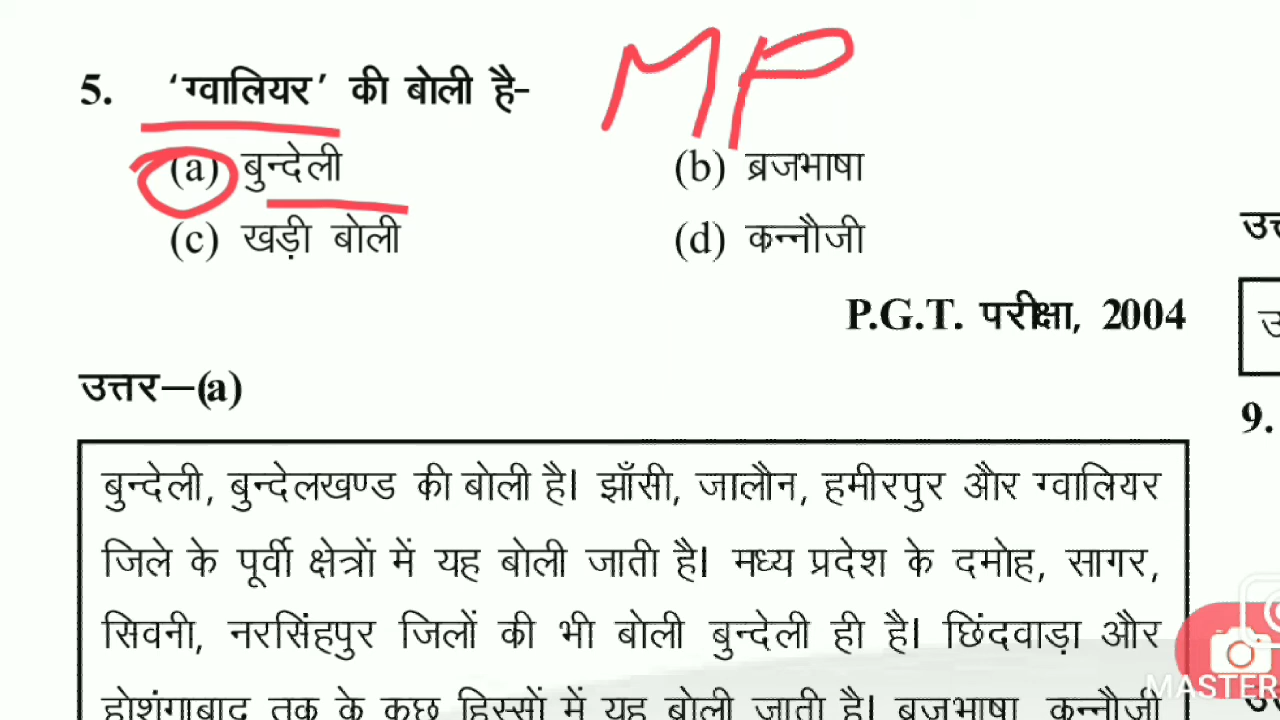 5. ‘ग्वालियर’ की बोली है-
MP
(a) बुन्देली (b) ब्रजभाषा
(c) खड़ी बोली (d) कन्नौजी
P.G.T. परीक्षा, 2004
उत्तर—(a)
बुन्देली, बुन्देलखण्ड की बोली है। झाँसी, जालौन, हमीरपुर और ग्वालियर
जिले के पूर्वी क्षेत्रों में यह बोली जाती है। मध्य प्रदेश के दमोह, सागर,
सिवनी, नरसिंहपुर जिलों की भी बोली बुन्देली ही है। छिंदवाड़ा और
होशंगाबाद तक के कुछ हिस्सों में यह बोली जाती है। ब्रजभाषा, कन्नौजी
9.
MASTER